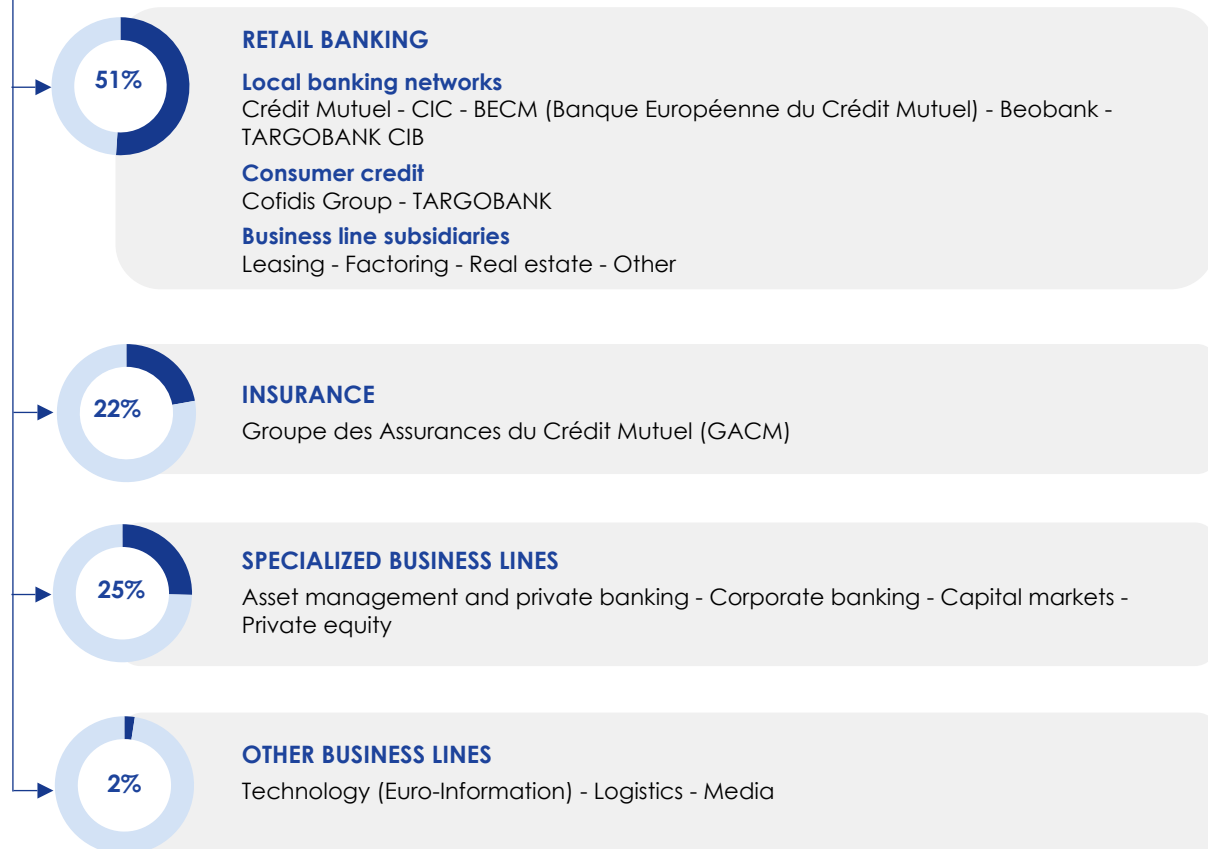 51%
RETAIL BANKING
Local banking networks
Crédit Mutuel - CIC - BECM (Banque Européenne du Crédit Mutuel) - Beobank -
TARGOBANK CIB
Consumer credit
Cofidis Group - TARGOBANK
Business line subsidiaries
Leasing - Factoring - Real estate - Other
22%
INSURANCE
Groupe des Assurances du Crédit Mutuel (GACM)
25%
SPECIALIZED BUSINESS LINES
Asset management and private banking - Corporate banking - Capital markets -
Private equity
2%
OTHER BUSINESS LINES
Technology (Euro-Information) - Logistics - Media